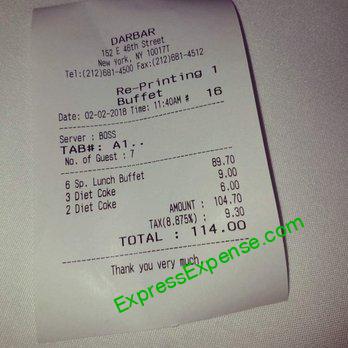 DARBAR
152 E 46th Street
New York, NY 10017T
Tel:(212)681-4500 Fax:(212)681-4512
Re-Printing 1
Buffet 16
Date: 02-02-2018 Time: 11:40AM #
Server : BOSS
TAB#: A1..
No. of Guest : 7
6 Sp. Lunch Buffet 89.70
3 Diet Coke 9.00
2 Diet Coke 6.00
AMOUNT : 104.70
TAX(8.875%) : 9.30
TOTAL : 114.00
Thank you very much.
ExpressExpense.com